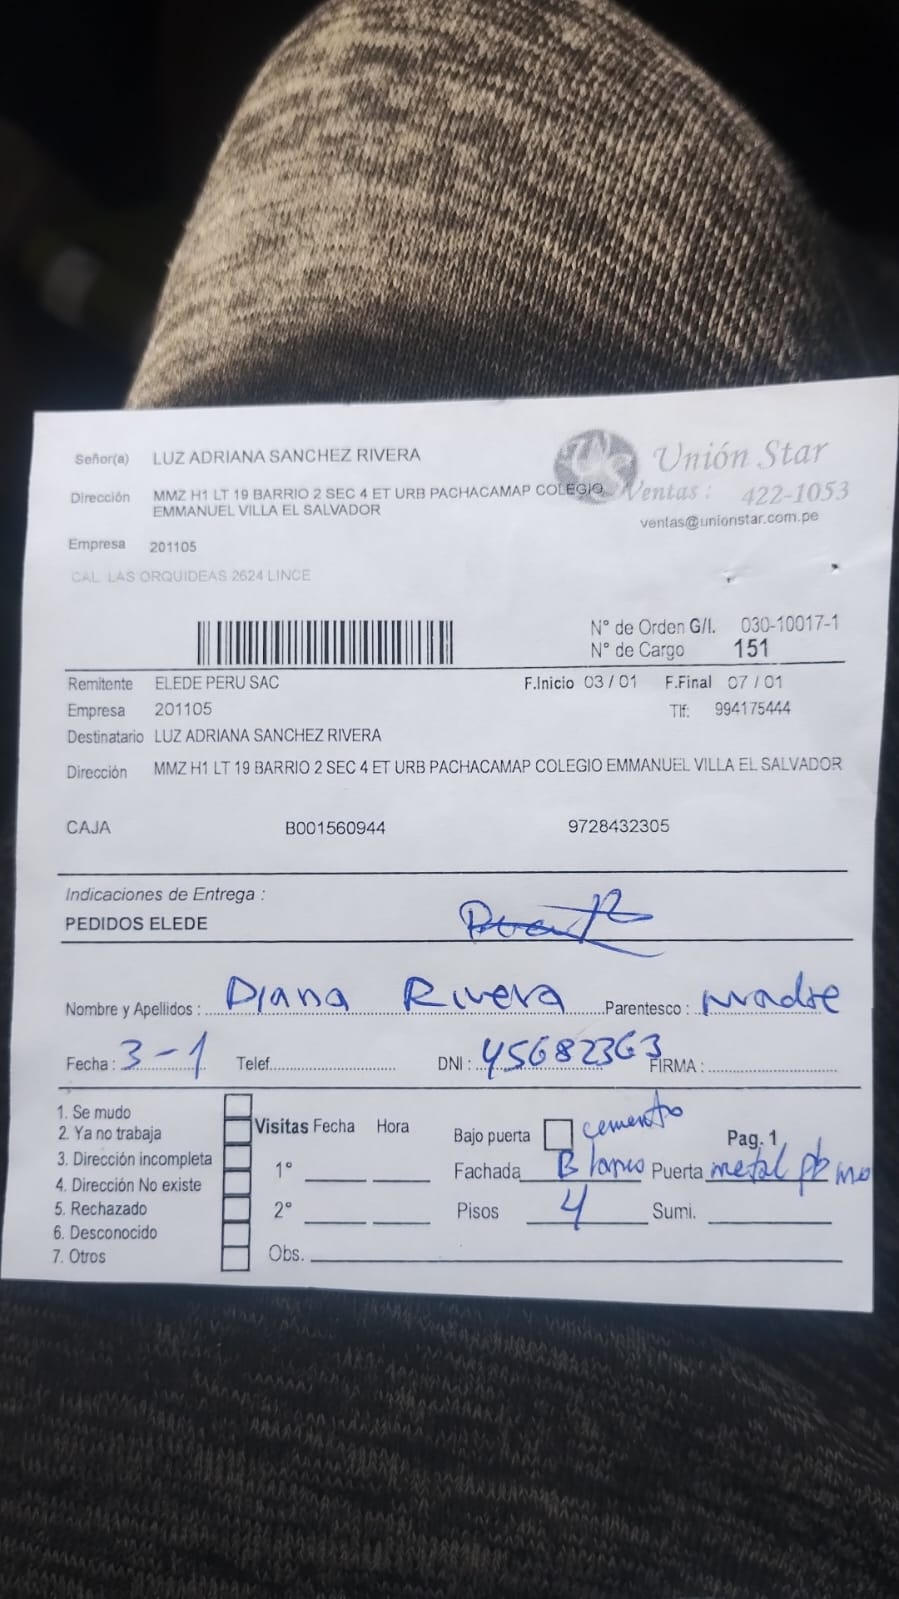 Señor(a) LUZ ADRIANA SANCHEZ RIVERA
US Unión Star
Dirección MMZ H1 LT 19 BARRIO 2 SEC 4 ET URB PACHACAMAP COLEGIO
EMMANUEL VILLA EL SALVADOR
Ventas : 422-1053
ventas@unionstar.com.pe
Empresa 201105
CAL. LAS ORQUIDEAS 2624 LINCE
N° de Orden G/I. 030-10017-1
N° de Cargo 151
Remitente ELEDE PERU SAC F.Inicio 03 / 01 F.Final 07 / 01
Empresa 201105 Tlf: 994175444
Destinatario LUZ ADRIANA SANCHEZ RIVERA
Dirección MMZ H1 LT 19 BARRIO 2 SEC 4 ET URB PACHACAMAP COLEGIO EMMANUEL VILLA EL SALVADOR
CAJA B001560944 9728432305
Indicaciones de Entrega :
PEDIDOS ELEDE
Nombre y Apellidos : Diana Rivera Parentesco : madre
Fecha : 3-1 Telef. DNI : 45682363 FIRMA :
1. Se mudo
2. Ya no trabaja
3. Dirección incompleta
4. Dirección No existe
5. Rechazado
6. Desconocido
7. Otros
Visitas Fecha Hora
1°
2°
Obs.
Bajo puerta cemento Pag. 1
Fachada Blanco Puerta metal
Pisos 4 Sumi.